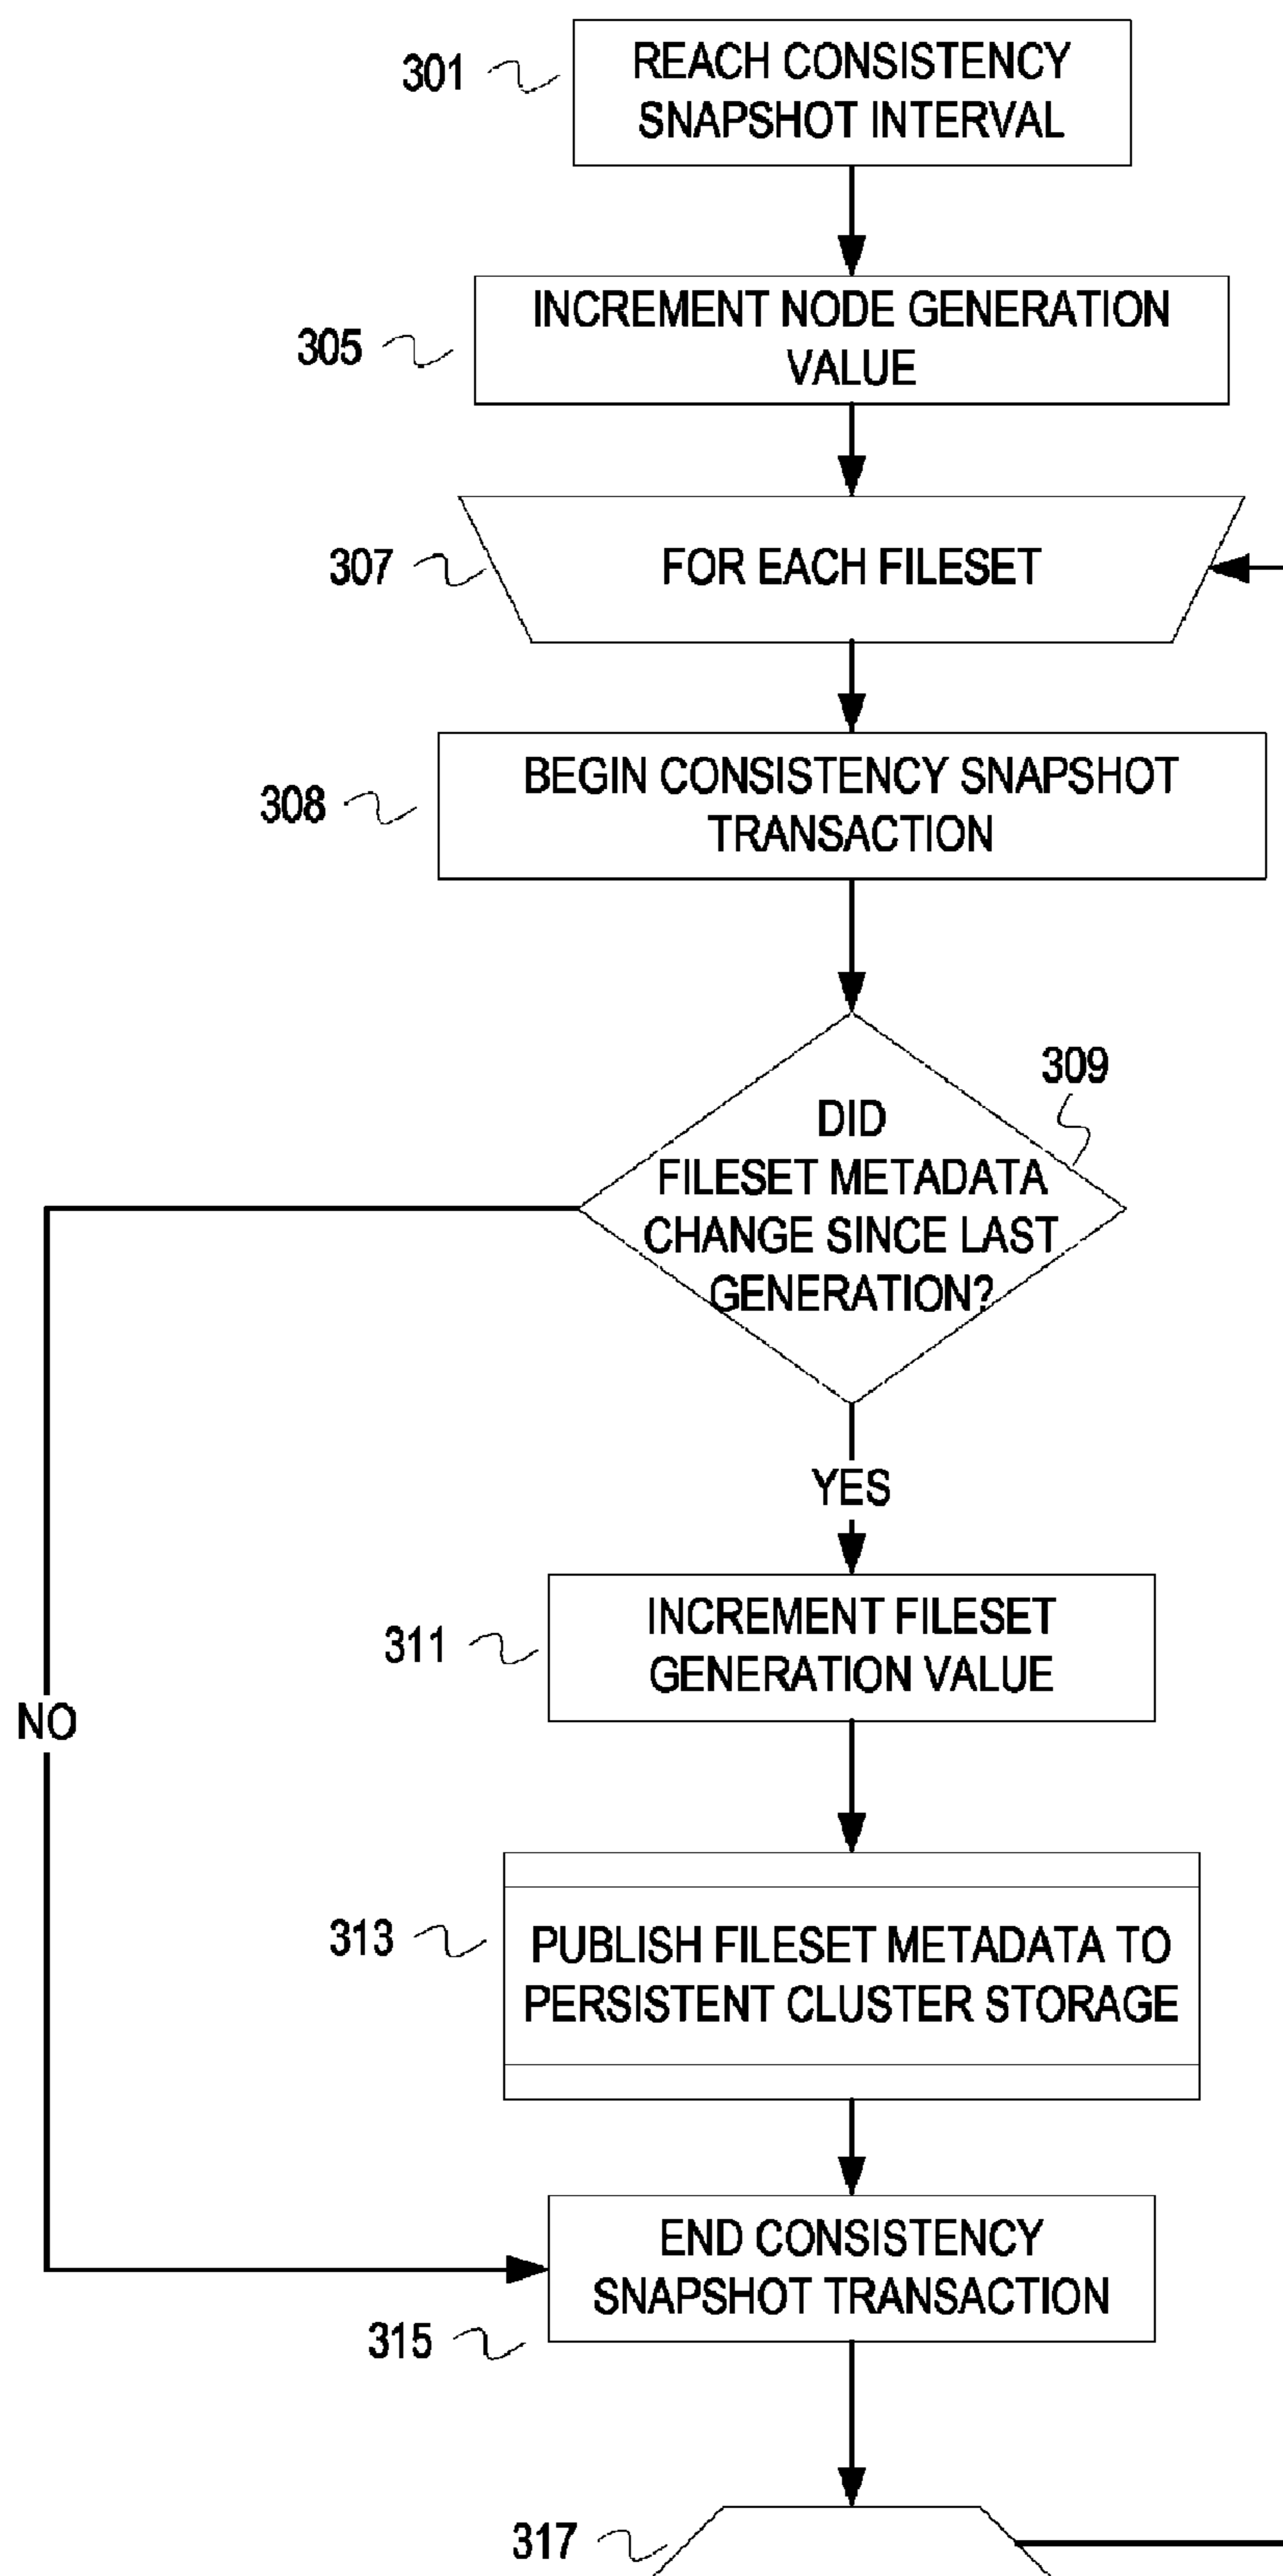 301
REACH CONSISTENCY
SNAPSHOT INTERVAL
305
INCREMENT NODE GENERATION
VALUE
307
FOR EACH FILESET
308
BEGIN CONSISTENCY SNAPSHOT
TRANSACTION
309
DID
FILESET METADATA
CHANGE SINCE LAST
GENERATION?
YES
311
INCREMENT FILESET
GENERATION VALUE
NO
313
PUBLISH FILESET METADATA TO
PERSISTENT CLUSTER STORAGE
END CONSISTENCY
SNAPSHOT TRANSACTION
315
317